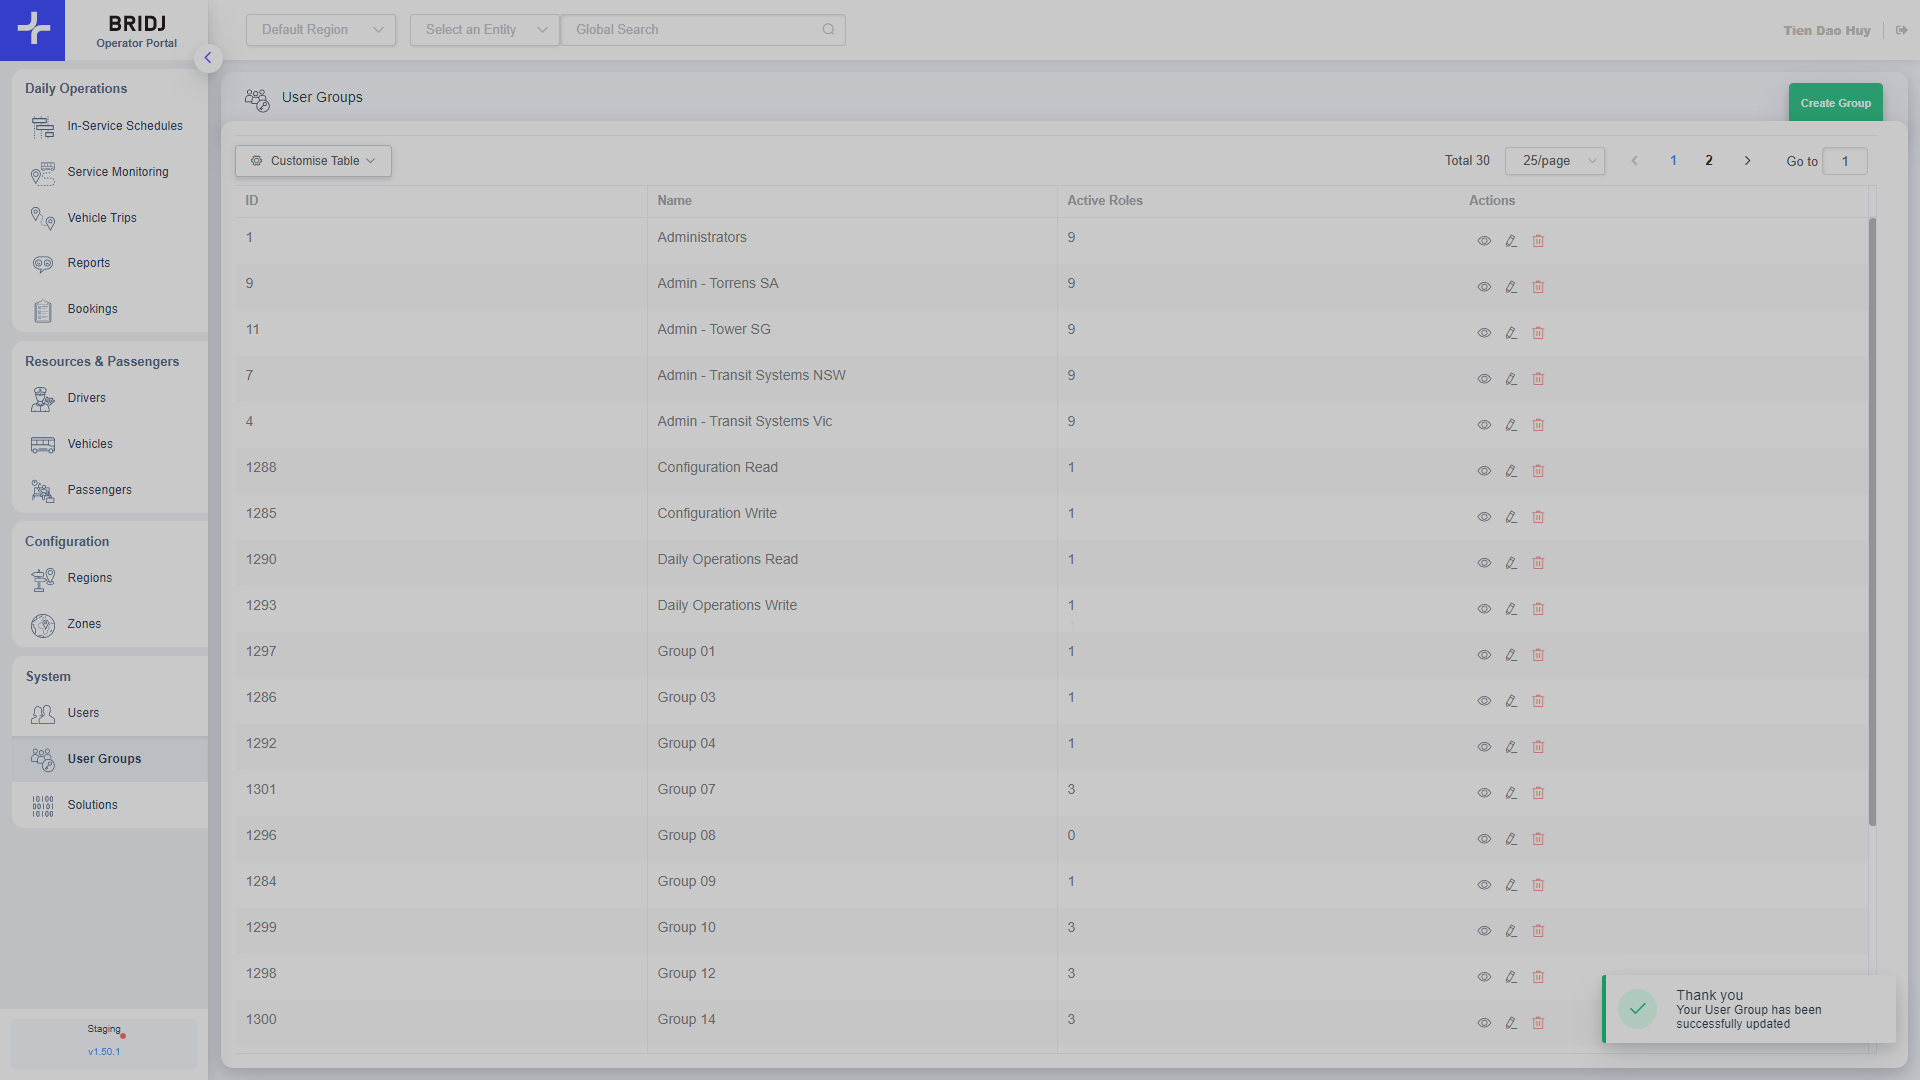 BRIDJ
Operator Portal
Default Region
Select an Entity
Global Search
Tien Dao Huy
Daily Operations
In-Service Schedules
Service Monitoring
Vehicle Trips
Reports
Bookings
Resources & Passengers
Drivers
Vehicles
Passengers
Configuration
Regions
Zones
System
Users
User Groups
Solutions
Staging
v1.50.1
User Groups
Create Group
Customise Table
Total 30 25/page 1 2 Go to 1
ID Name Active Roles Actions
1 Administrators 9
9 Admin - Torrens SA 9
11 Admin - Tower SG 9
7 Admin - Transit Systems NSW 9
4 Admin - Transit Systems Vic 9
1288 Configuration Read 1
1285 Configuration Write 1
1290 Daily Operations Read 1
1293 Daily Operations Write 1
1297 Group 01 1
1286 Group 03 1
1292 Group 04 1
1301 Group 07 3
1296 Group 08 0
1284 Group 09 1
1299 Group 10 3
1298 Group 12 3
1300 Group 14 3
Thank you
Your User Group has been
successfully updated